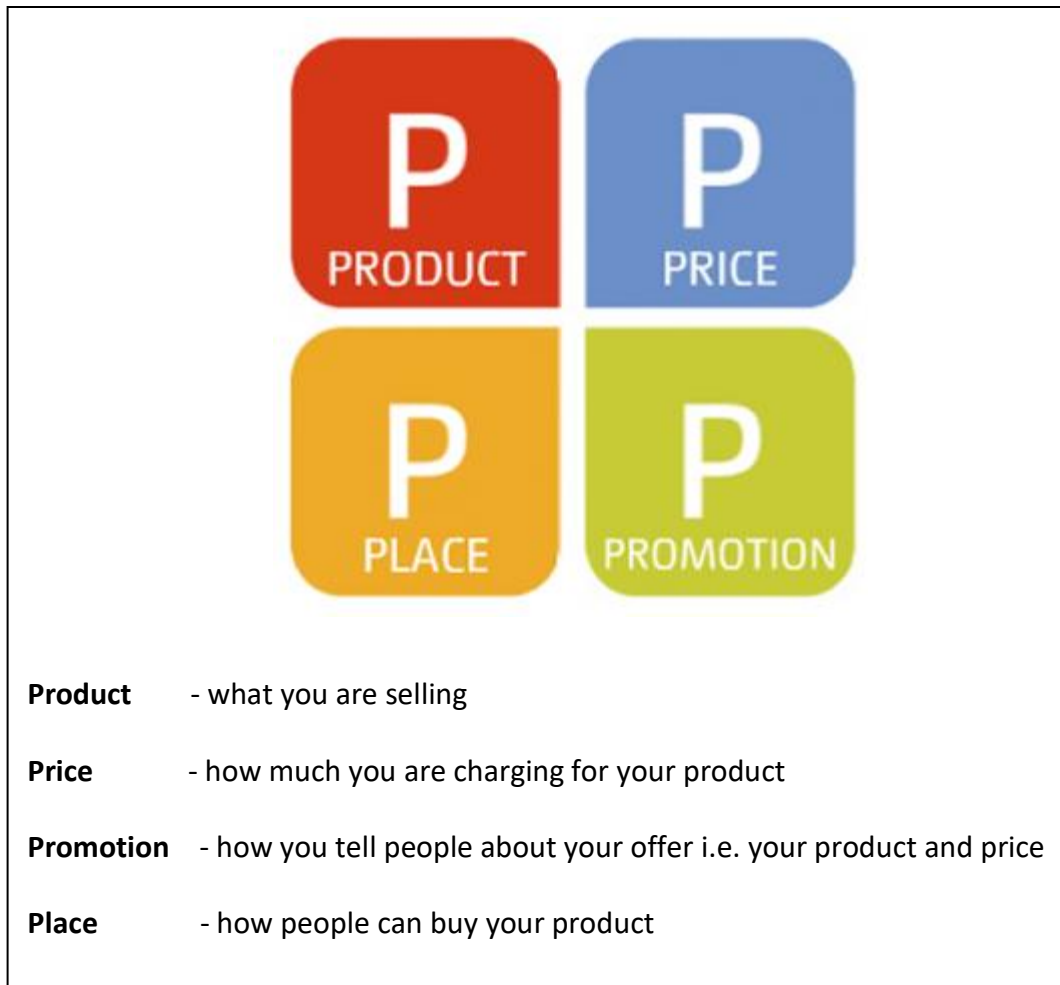 P
PRODUCT
P
PRICE
P
PLACE
P
PROMOTION
Product - what you are selling
Price - how much you are charging for your product
Promotion - how you tell people about your offer i.e. your product and price
Place - how people can buy your product